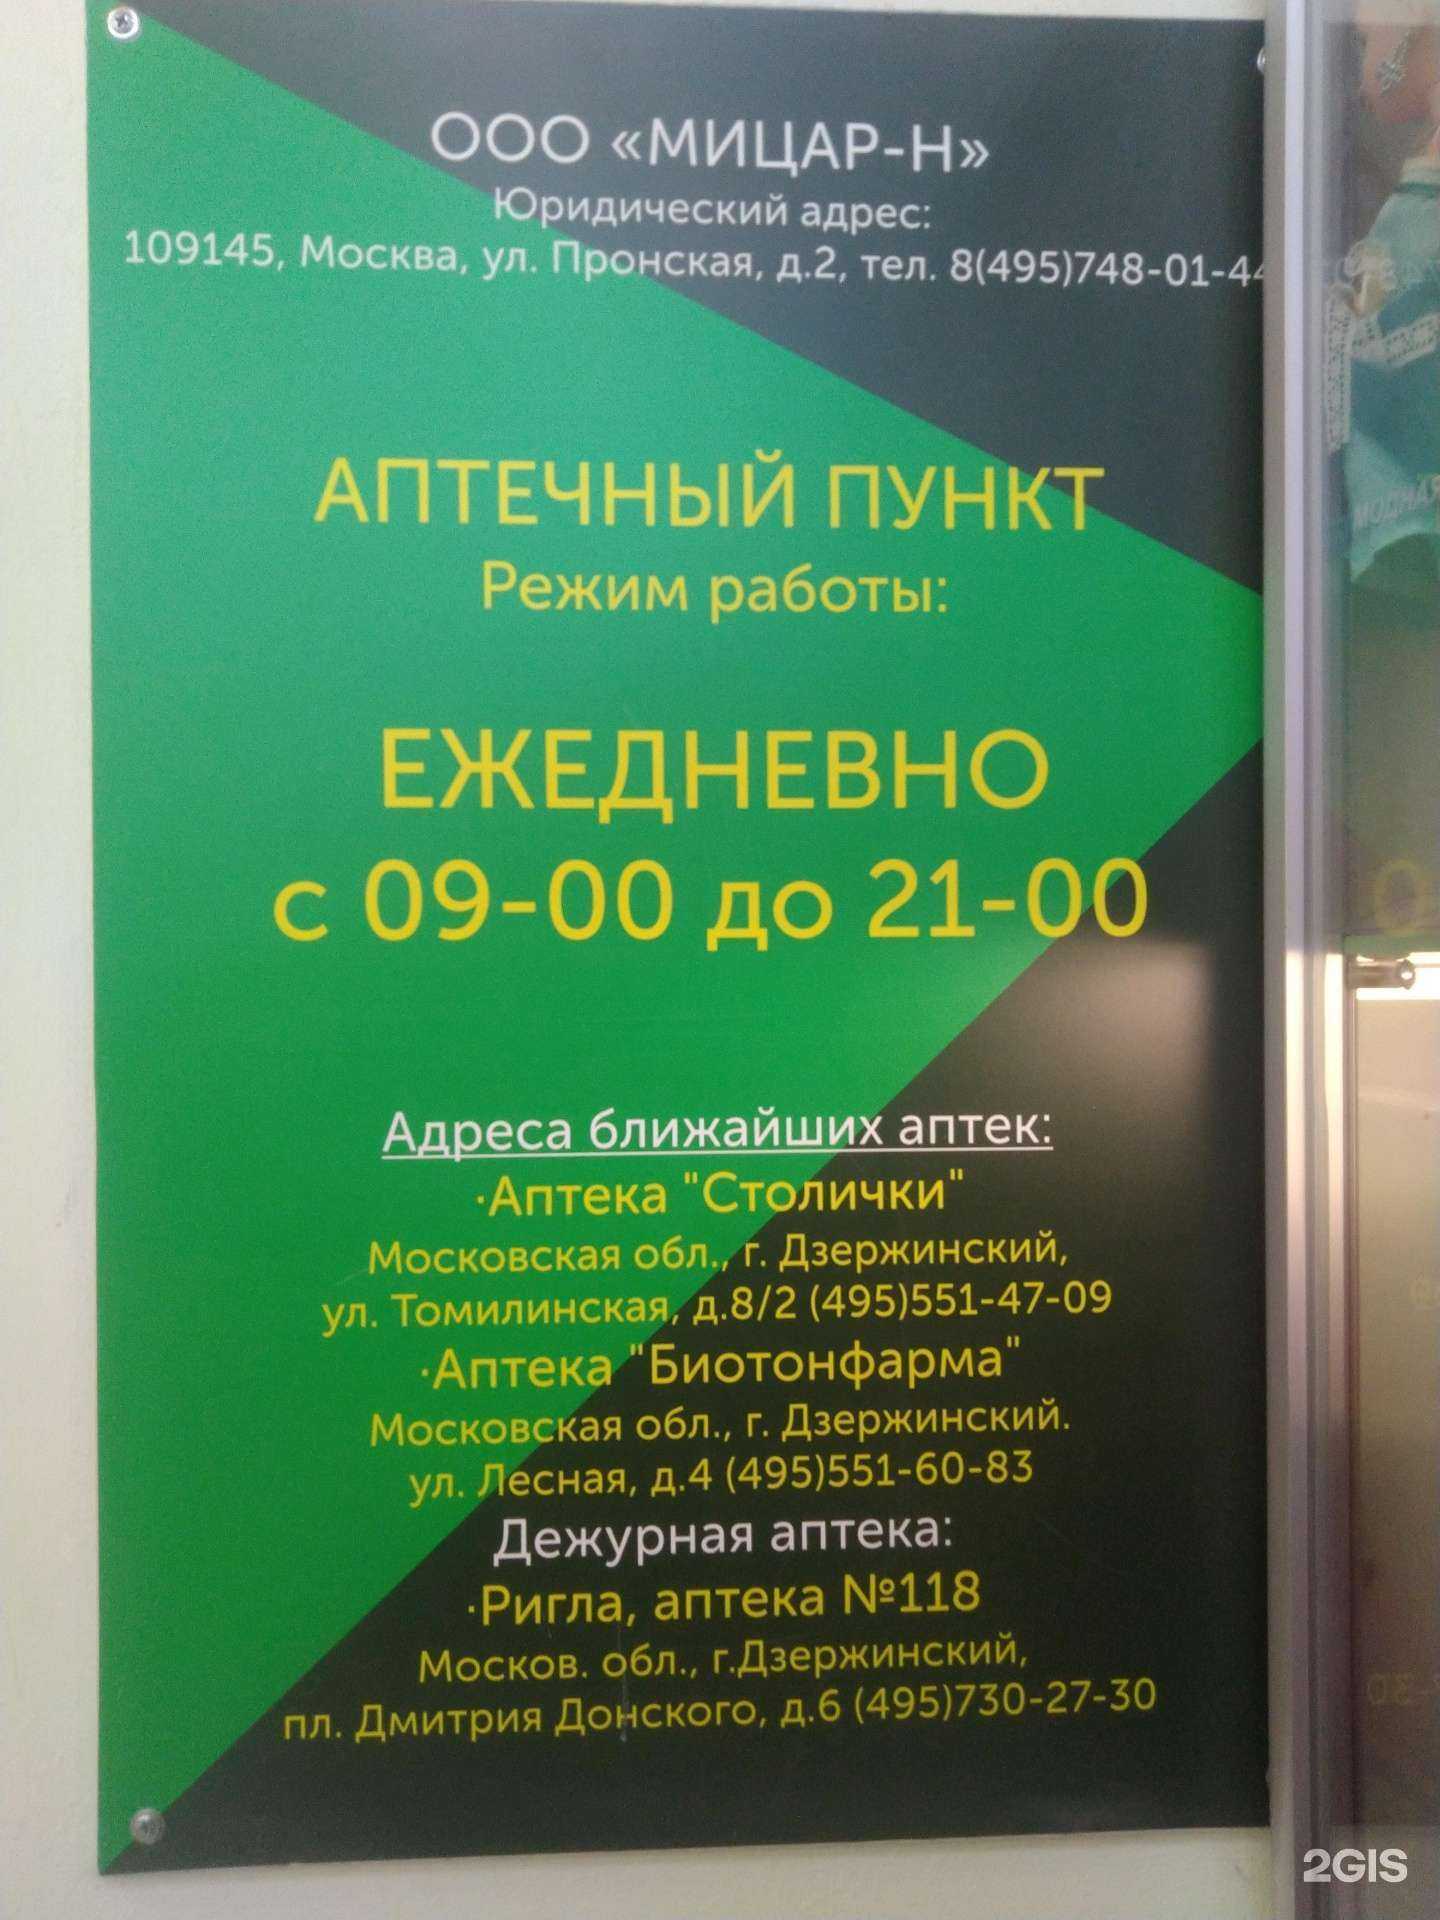 ООО «МИЦАР-Н»
Юридический адрес:
109145, Москва, ул. Пронская, д.2, тел. 8(495)748-01-44
АПТЕЧНЫЙ ПУНКТ
Режим работы:
ЕЖЕДНЕВНО
с 09-00 до 21-00
Адреса ближайших аптек:
·Аптека "Столички"
Московская обл., г. Дзержинский,
ул. Томилинская, д.8/2 (495)551-47-09
·Аптека "Биотонфарма"
Московская обл., г. Дзержинский.
ул. Лесная, д.4 (495)551-60-83
Дежурная аптека:
·Ригла, аптека №118
Москов. обл., г.Дзержинский,
пл. Дмитрия Донского, д.6 (495)730-27-30
2GIS